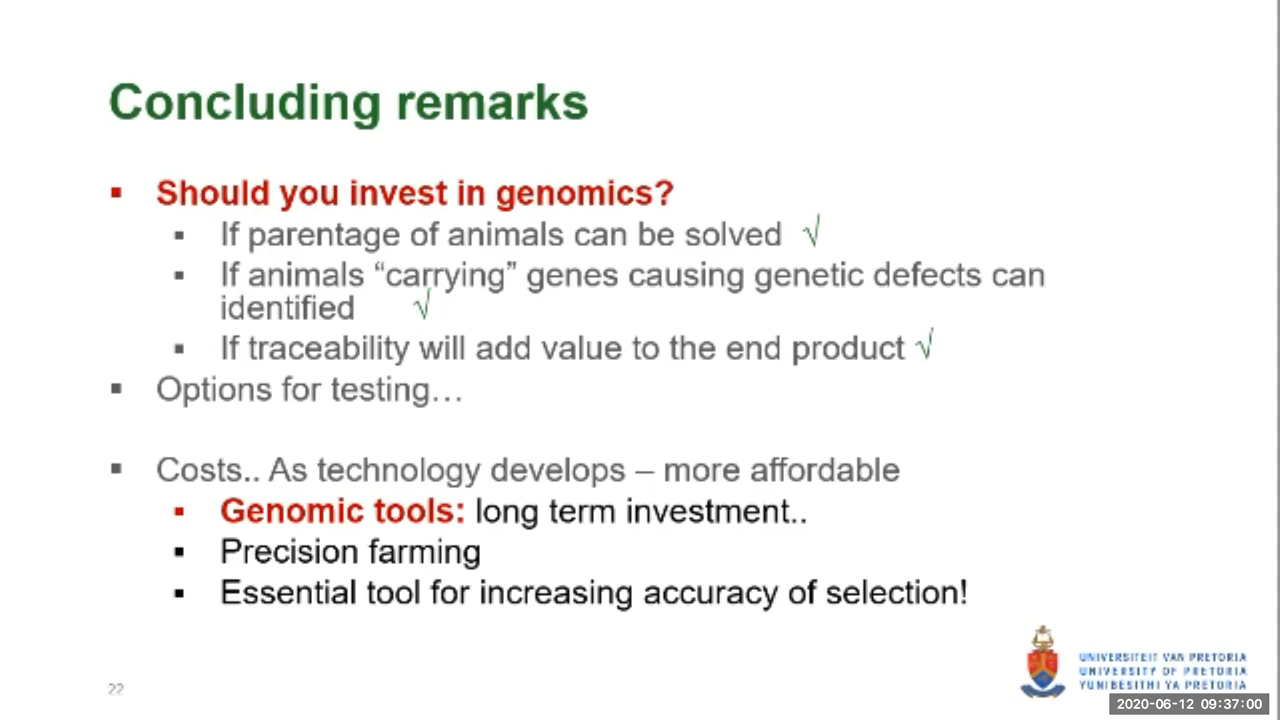 Concluding remarks
▪ Should you invest in genomics?
▪ If parentage of animals can be solved √
▪ If animals “carrying” genes causing genetic defects can
identified √
▪ If traceability will add value to the end product √
▪ Options for testing…
▪ Costs.. As technology develops – more affordable
▪ Genomic tools: long term investment..
▪ Precision farming
▪ Essential tool for increasing accuracy of selection!
UNIVERSITEIT VAN PRETORIA
UNIVERSITY OF PRETORIA
YUNIBESITHI YA PRETORIA
22
2020-06-12 09:37:00